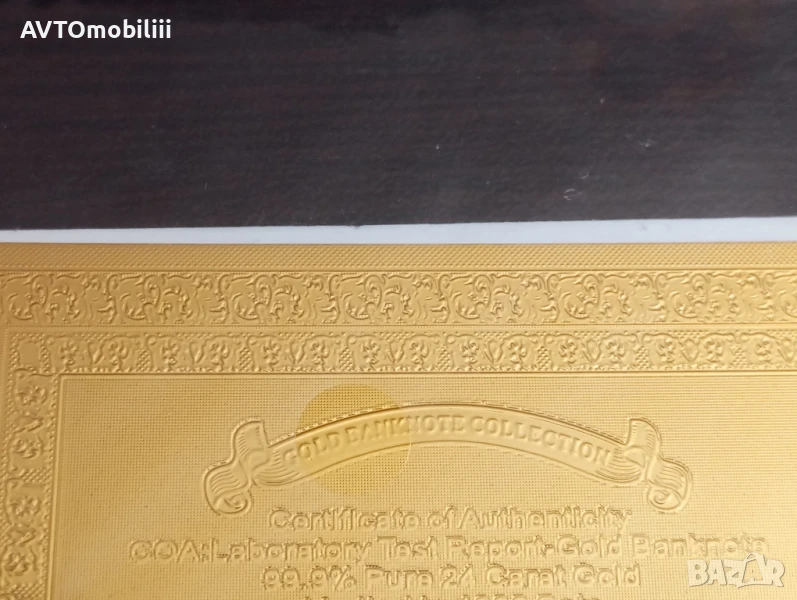 AVTOmobiliii
GOLD BANKNOTE COLLECTION
Certificate of Authenticity
COA:Laboratory Test Report-Gold Banknote
99.9% Pure 24 Carat Gold
BAZAR